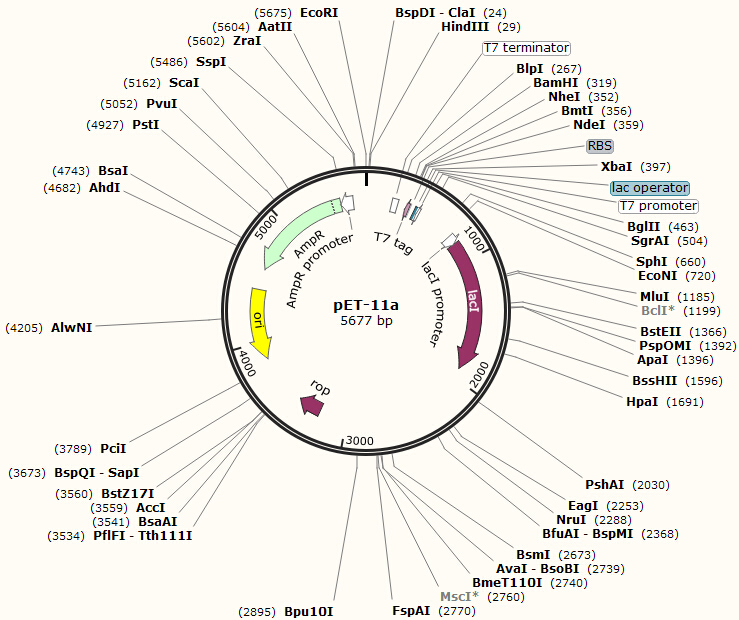 (5675) EcoRI
(5604) AatII
(5602) ZraI
(5486) SspI
(5162) ScaI
(5052) PvuI
(4927) PstI
(4743) BsaI
(4682) AhdI
(4205) AlwNI
(3789) PciI
(3673) BspQI - SapI
(3560) BstZ17I
(3559) AccI
(3541) BsaAI
(3534) PflFI - Tth111I
(2895) Bpu10I
BspDI - ClaI (24)
HindIII (29)
T7 terminator
BlpI (267)
BamHI (319)
NheI (352)
BmtI (356)
NdeI (359)
RBS
XbaI (397)
lac operator
T7 promoter
BglII (463)
SgrAI (504)
SphI (660)
EcoNI (720)
MluI (1185)
BclI* (1199)
BstEII (1366)
PspOMI (1392)
ApaI (1396)
BssHII (1596)
HpaI (1691)
PshAI (2030)
EagI (2253)
NruI (2288)
BfuAI - BspMI (2368)
BsmI (2673)
AvaI - BsoBI (2739)
BmeT110I (2740)
MscI* (2760)
FspAI (2770)
1000
2000
3000
4000
5000
AmpR
AmpR promoter
T7 tag
lacI promoter
lacI
ori
rop
pET-11a
5677 bp